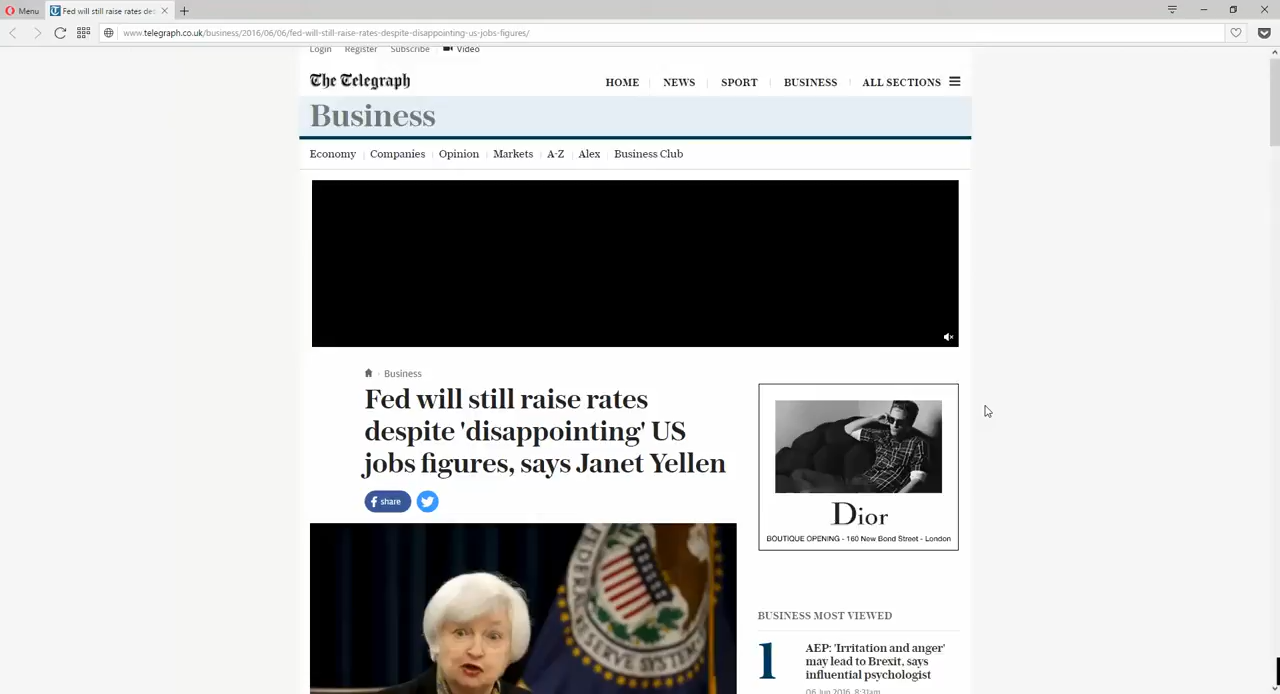 Menu
Fed will still raise rates des
www.telegraph.co.uk/business/2016/06/06/fed-will-still-raise-rates-despite-disappointing-us-jobs-figures/
Login Register Subscribe Video
The Telegraph
HOME NEWS SPORT BUSINESS ALL SECTIONS
Business
Economy Companies Opinion Markets A-Z Alex Business Club
Business
Fed will still raise rates
despite 'disappointing' US
jobs figures, says Janet Yellen
share
Dior
BOUTIQUE OPENING - 160 New Bond Street - London
FEDERAL RESERVE SYSTEM
BUSINESS MOST VIEWED
1
AEP: 'Irritation and anger'
may lead to Brexit, says
influential psychologist
06 Jun 2016, 8:31am